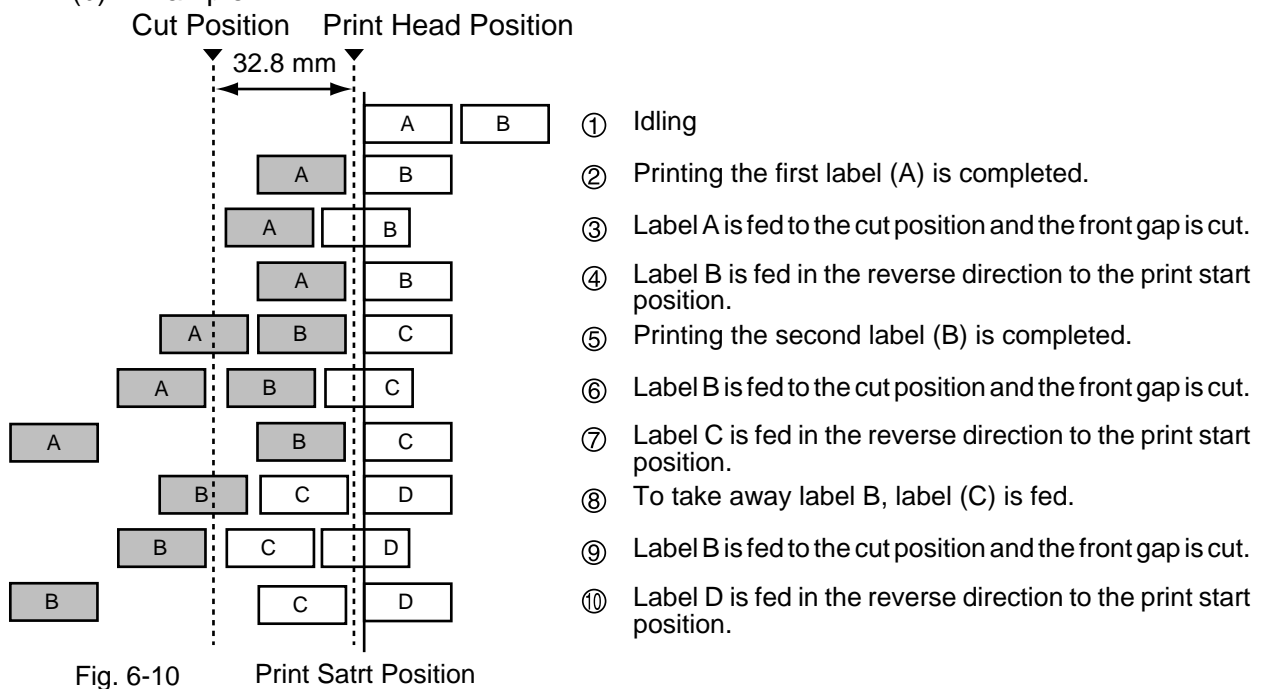 Cut Position Print Head Position
32.8 mm
A B ① Idling
A B ② Printing the first label (A) is completed.
A B ③ Label A is fed to the cut position and the front gap is cut.
A B ④ Label B is fed in the reverse direction to the print start
position.
A B C ⑤ Printing the second label (B) is completed.
A B C ⑥ Label B is fed to the cut position and the front gap is cut.
A B C ⑦ Label C is fed in the reverse direction to the print start
position.
B C D ⑧ To take away label B, label (C) is fed.
B C D ⑨ Label B is fed to the cut position and the front gap is cut.
B C D ⑩ Label D is fed in the reverse direction to the print start
position.
Fig. 6-10 Print Satrt Position